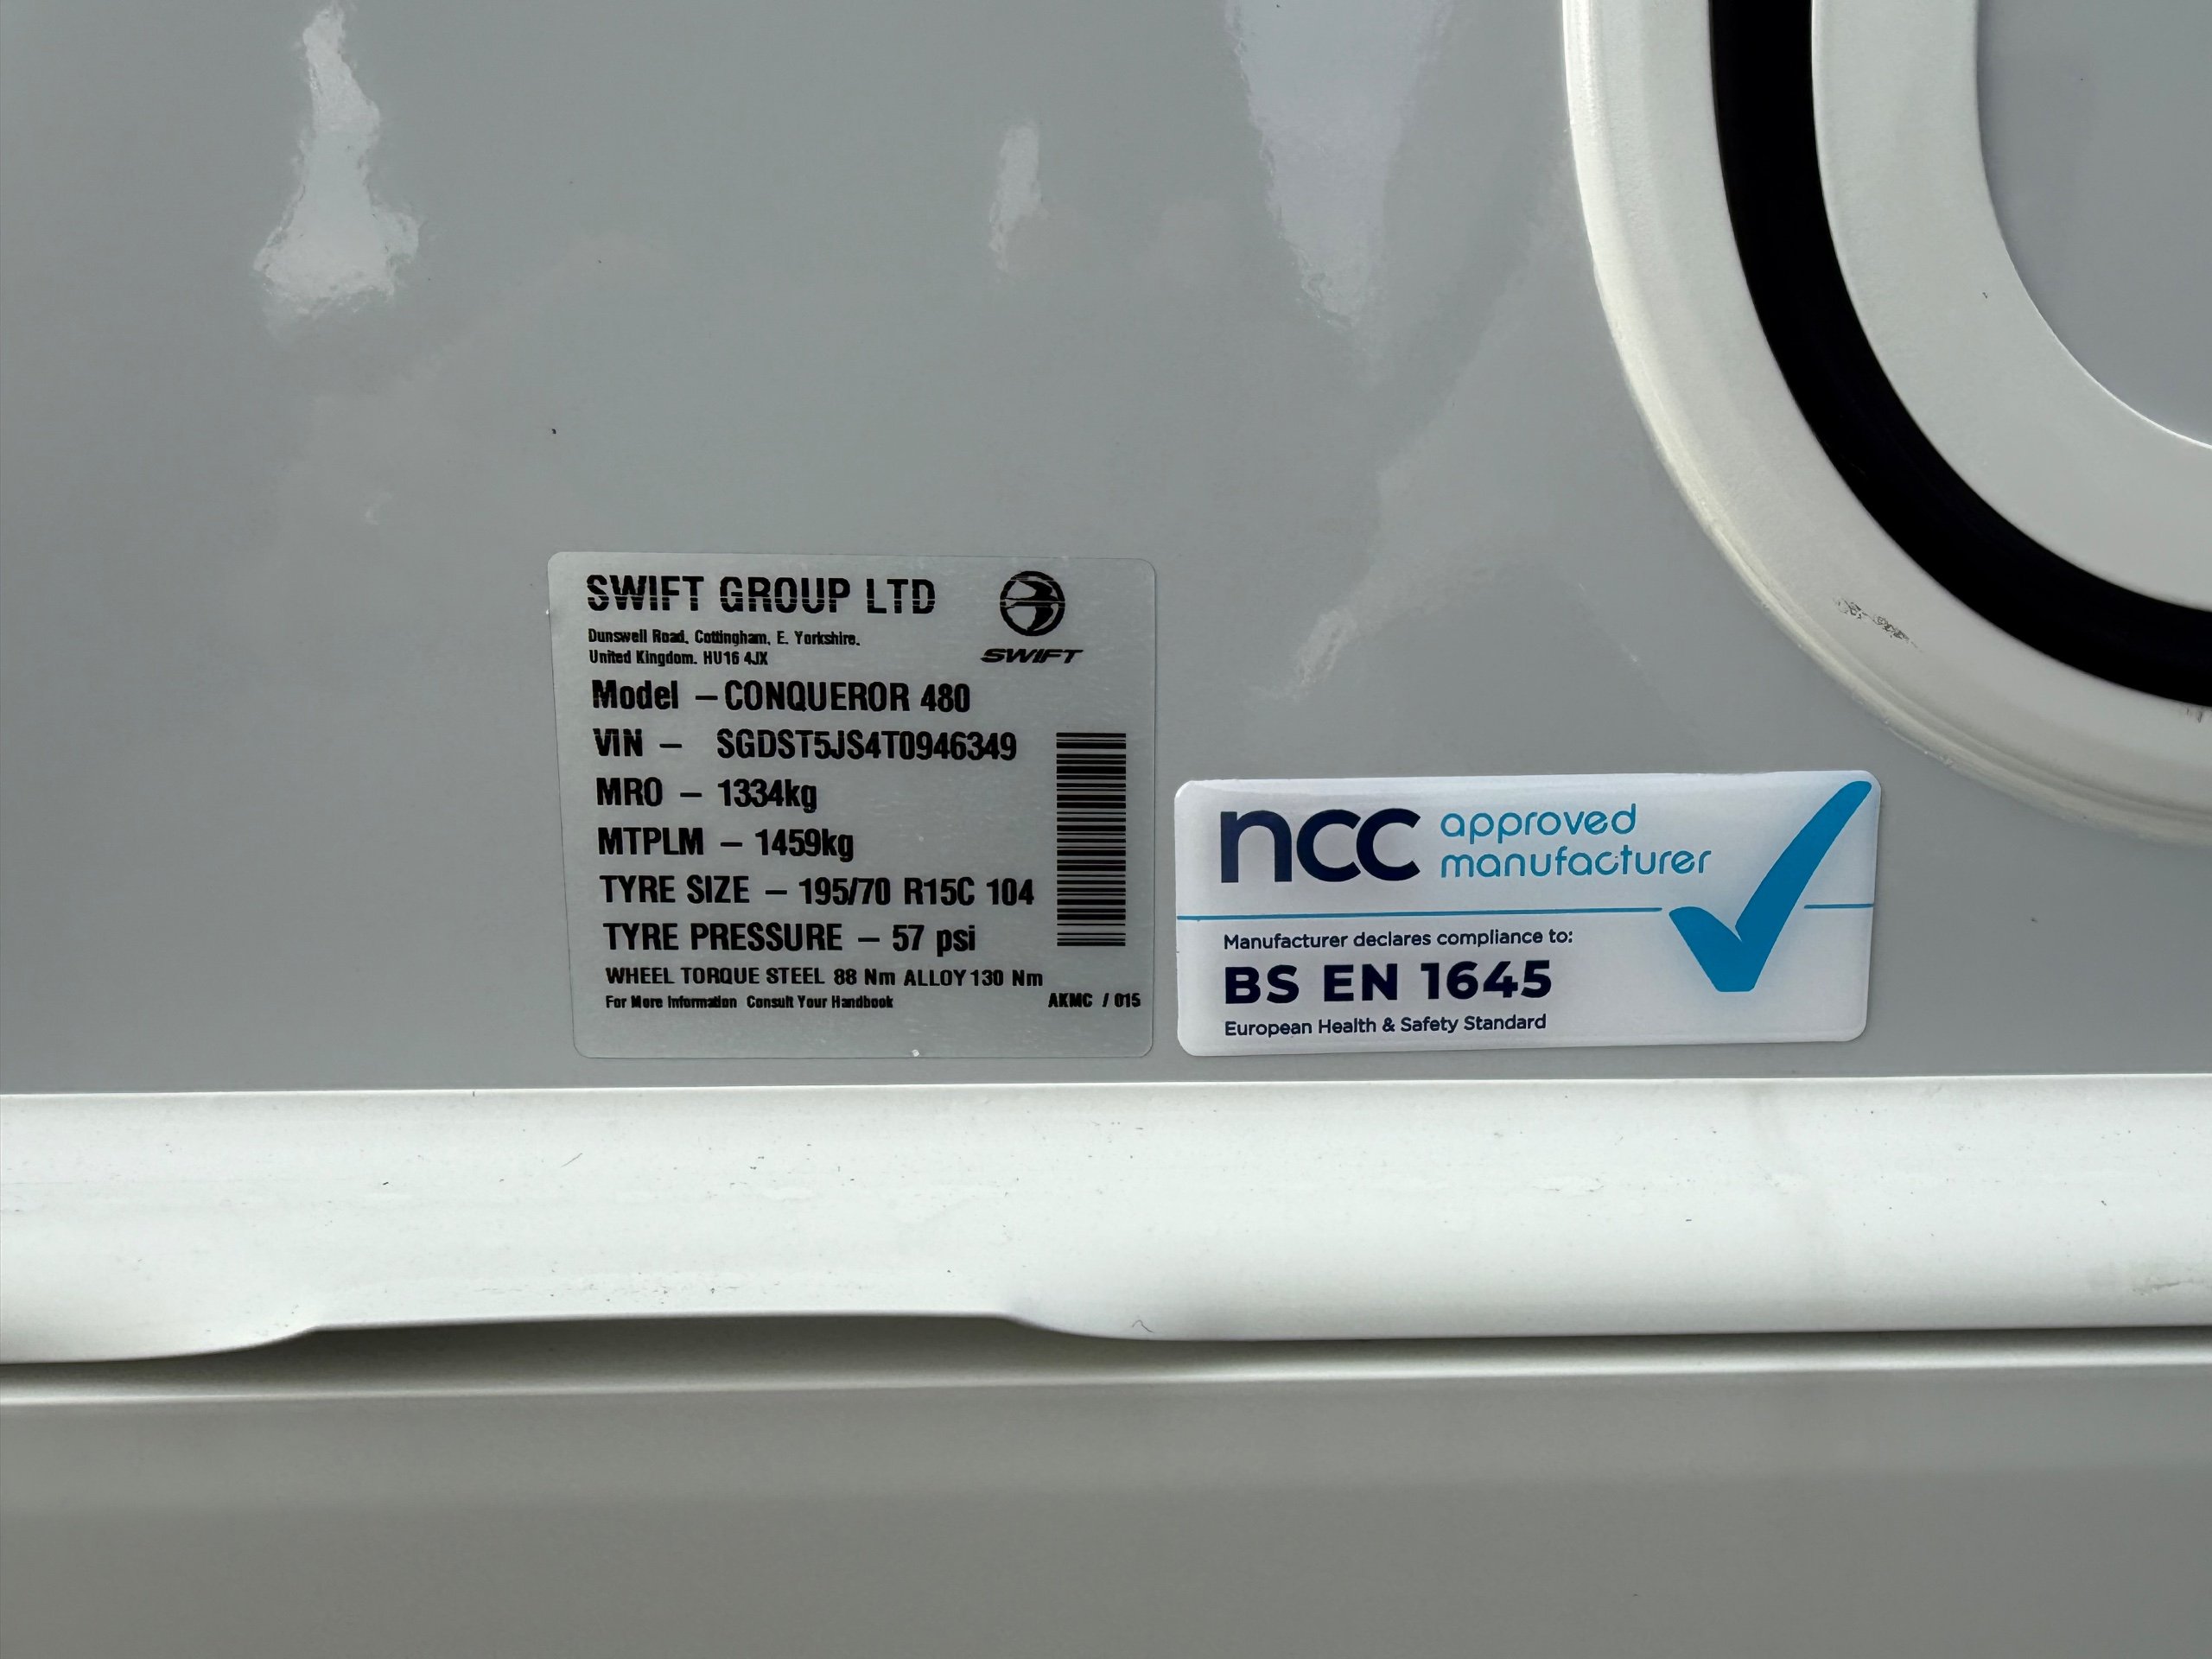 SWIFT GROUP LTD
SWIFT
Dunswell Road, Cottingham, E. Yorkshire.
United Kingdom. HU16 4JX
Model – CONQUEROR 480
VIN – SGDST5JS4T0946349
MRO – 1334kg
MTPLM – 1459kg
TYRE SIZE – 195/70 R15C 104
TYRE PRESSURE – 57 psi
WHEEL TORQUE STEEL 88 Nm ALLOY 130 Nm
For More Information Consult Your Handbook AKMC / 015
ncc approved
manufacturer
Manufacturer declares compliance to:
BS EN 1645
European Health & Safety Standard